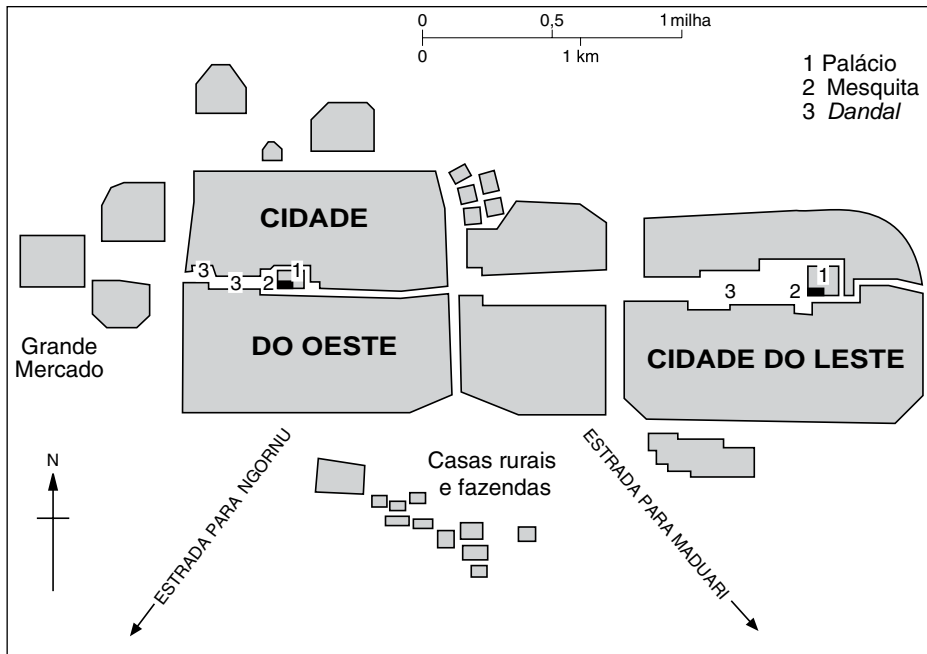 0 0,5 1 milha
0 1 km
1 Palácio
2 Mesquita
3 Dandal
CIDADE
3 3 2 1
DO OESTE
1
3 2
CIDADE DO LESTE
Grande
Mercado
N
ESTRADA PARA NGORNU
Casas rurais
e fazendas
ESTRADA PARA MADUARI